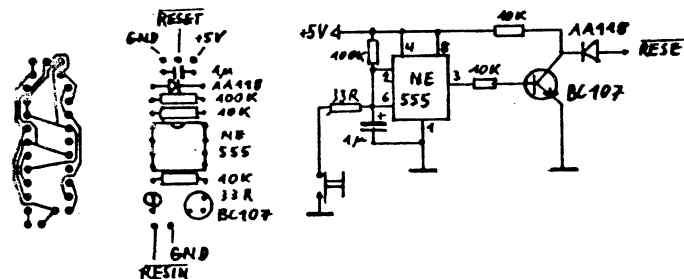 RESET
GND
+5V
1µ
AA118
100K
10K
NE
555
10K
33R
BC107
GND
RESIN
+5V
100K
4
8
10K
AA118
RESE
2
NE
3
10K
33R
6
555
BC107
+
1µ
1